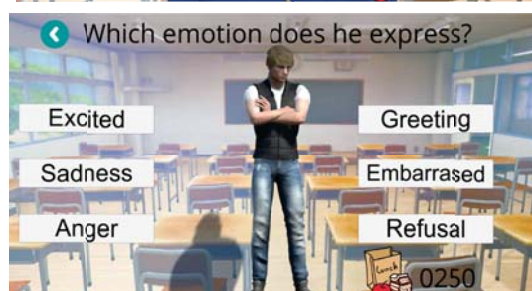 Which emotion does he express?
Excited
Greeting
Sadness
Embarrased
Anger
Refusal
Lunch
0250